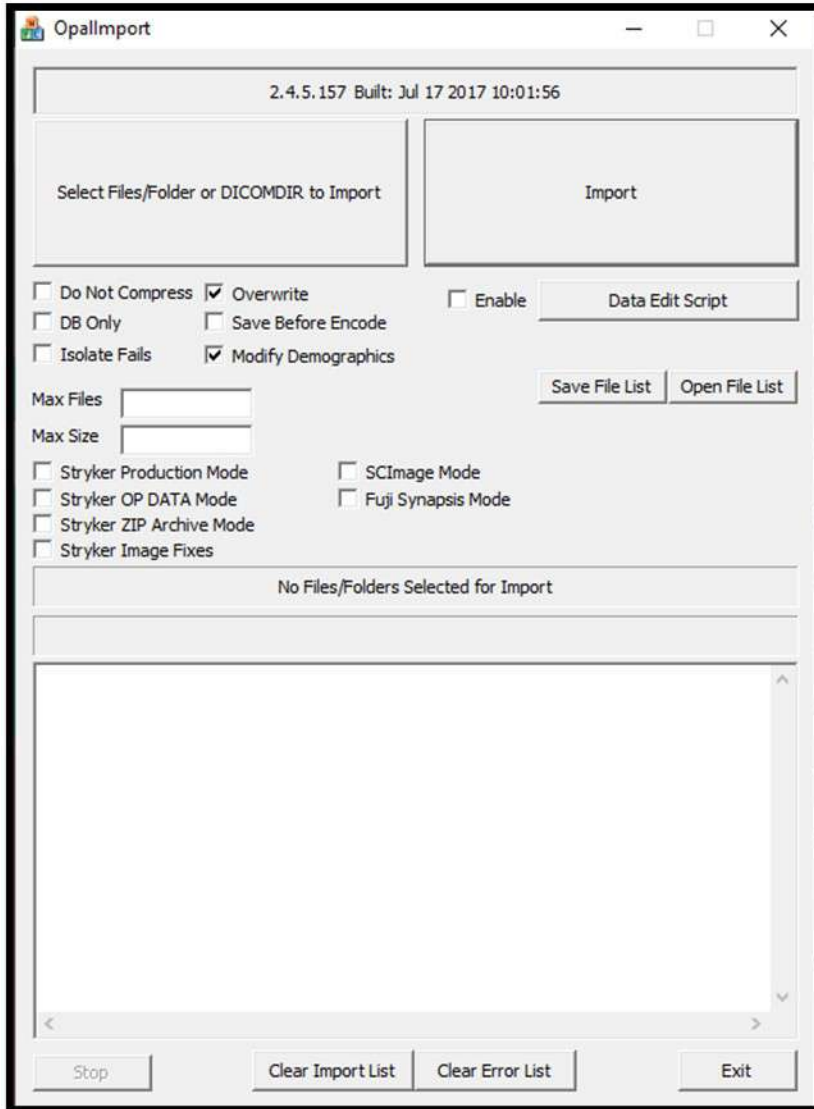 OpalImport
2.4.5.157 Built: Jul 17 2017 10:01:56
Select Files/Folder or DICOMDIR to Import
Import
Do Not Compress
Overwrite
Enable
Data Edit Script
DB Only
Save Before Encode
Isolate Fails
Modify Demographics
Save File List
Open File List
Max Files
Max Size
Stryker Production Mode
SCImage Mode
Stryker OP DATA Mode
Fuji Synapsis Mode
Stryker ZIP Archive Mode
Stryker Image Fixes
No Files/Folders Selected for Import
Stop
Clear Import List
Clear Error List
Exit